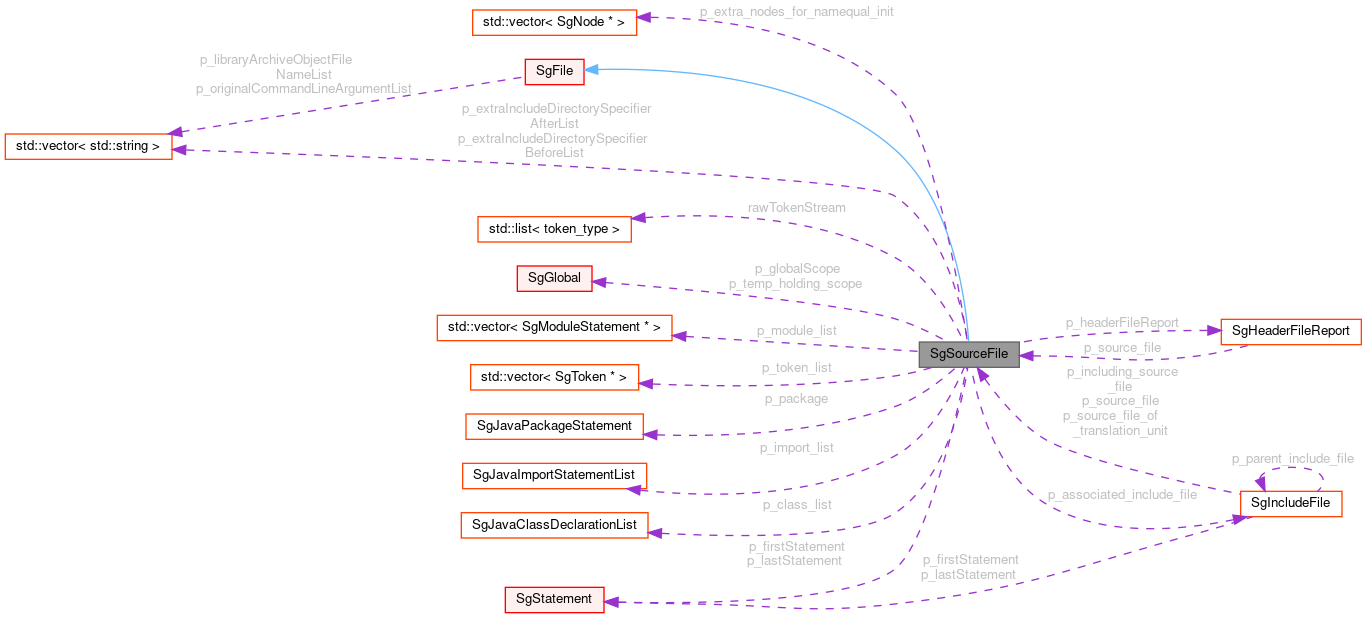 std::vector< SgNode * >
p_extra_nodes_for_namequal_init
p_libraryArchiveObjectFile
NameList
p_originalCommandLineArgumentList
SgFile
p_extraIncludeDirectorySpecifier
AfterList
p_extraIncludeDirectorySpecifier
BeforeList
std::vector< std::string >
rawTokenStream
std::list< token_type >
p_globalScope
p_temp_holding_scope
SgGlobal
std::vector< SgModuleStatement * >
p_module_list
SgSourceFile
p_headerFileReport
SgHeaderFileReport
p_source_file
std::vector< SgToken * >
p_token_list
p_including_source
_file
p_source_file
p_source_file_of
_translation_unit
p_package
SgJavaPackageStatement
p_import_list
SgJavaImportStatementList
p_parent_include_file
p_associated_include_file
SgIncludeFile
p_class_list
SgJavaClassDeclarationList
p_firstStatement
p_lastStatement
p_firstStatement
p_lastStatement
SgStatement